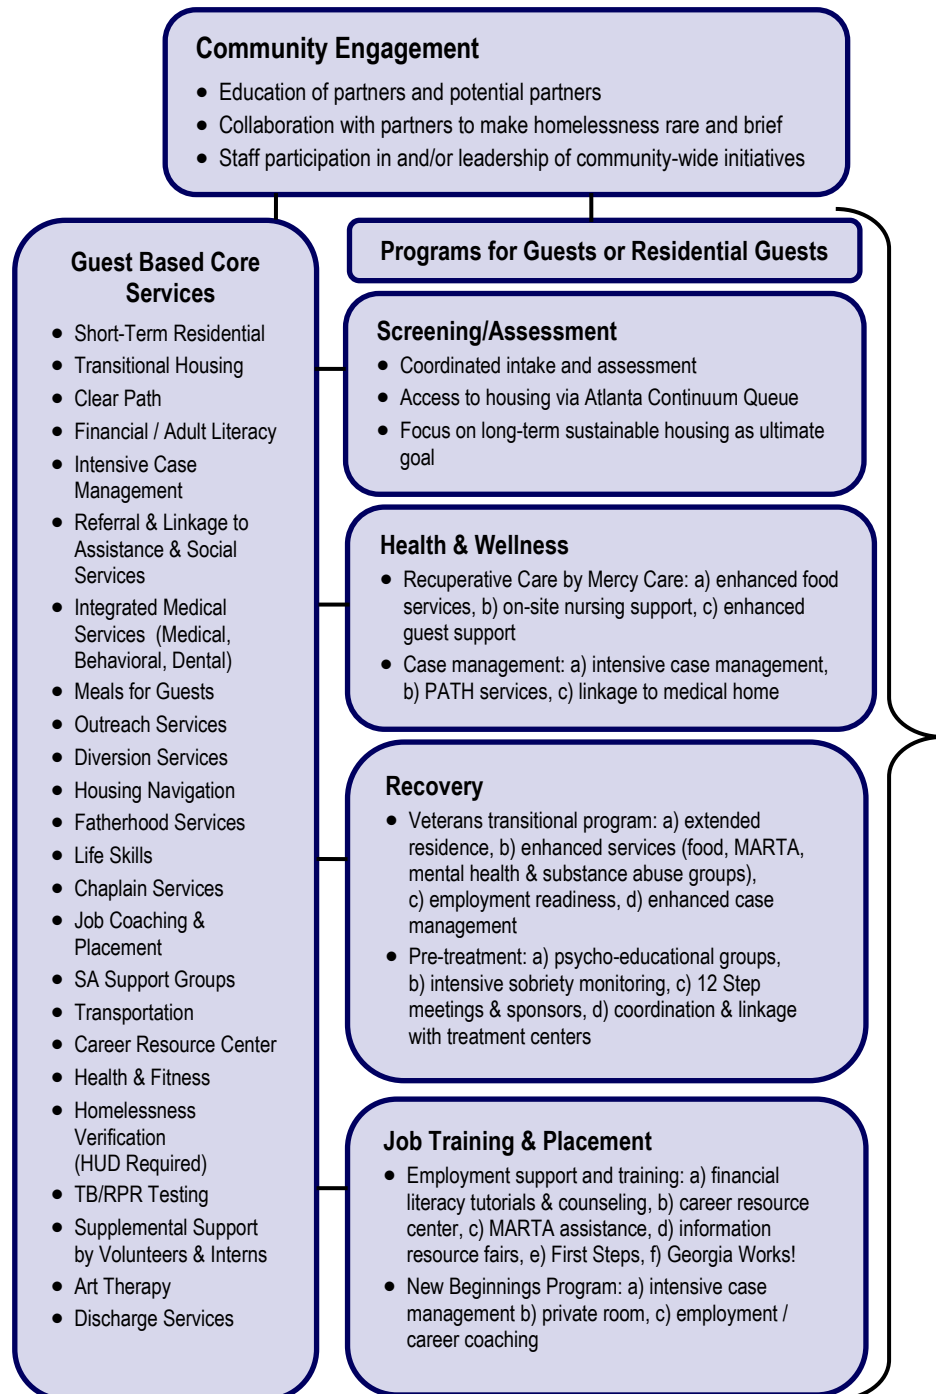 Community Engagement
• Education of partners and potential partners
• Collaboration with partners to make homelessness rare and brief
• Staff participation in and/or leadership of community-wide initiatives
Guest Based Core
Services
• Short-Term Residential
• Transitional Housing
• Clear Path
• Financial / Adult Literacy
• Intensive Case
Management
• Referral & Linkage to
Assistance & Social
Services
• Integrated Medical
Services (Medical,
Behavioral, Dental)
• Meals for Guests
• Outreach Services
• Diversion Services
• Housing Navigation
• Fatherhood Services
• Life Skills
• Chaplain Services
• Job Coaching &
Placement
• SA Support Groups
• Transportation
• Career Resource Center
• Health & Fitness
• Homelessness
Verification
(HUD Required)
• TB/RPR Testing
• Supplemental Support
by Volunteers & Interns
• Art Therapy
• Discharge Services
Programs for Guests or Residential Guests
Screening/Assessment
• Coordinated intake and assessment
• Access to housing via Atlanta Continuum Queue
• Focus on long-term sustainable housing as ultimate
goal
Health & Wellness
• Recuperative Care by Mercy Care: a) enhanced food
services, b) on-site nursing support, c) enhanced
guest support
• Case management: a) intensive case management,
b) PATH services, c) linkage to medical home
Recovery
• Veterans transitional program: a) extended
residence, b) enhanced services (food, MARTA,
mental health & substance abuse groups),
c) employment readiness, d) enhanced case
management
• Pre-treatment: a) psycho-educational groups,
b) intensive sobriety monitoring, c) 12 Step
meetings & sponsors, d) coordination & linkage
with treatment centers
Job Training & Placement
• Employment support and training: a) financial
literacy tutorials & counseling, b) career resource
center, c) MARTA assistance, d) information
resource fairs, e) First Steps, f) Georgia Works!
• New Beginnings Program: a) intensive case
management b) private room, c) employment /
career coaching